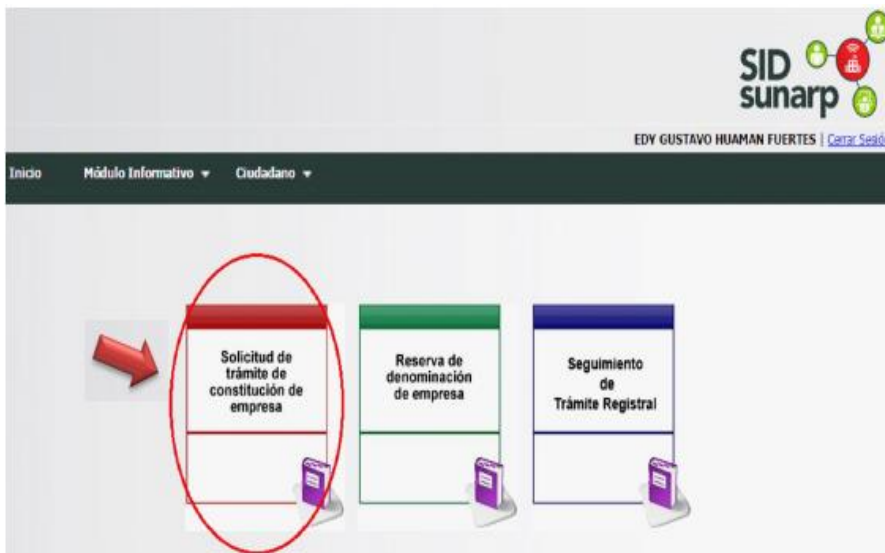 SID
sunarp
EDY GUSTAVO HUAMAN FUERTES | Cerrar Sesió
Inicio Módulo Informativo Ciudadano
Solicitud de
trámite de
constitución de
empresa
Reserva de
denominación
de empresa
Seguimiento
de
Trámite Registral